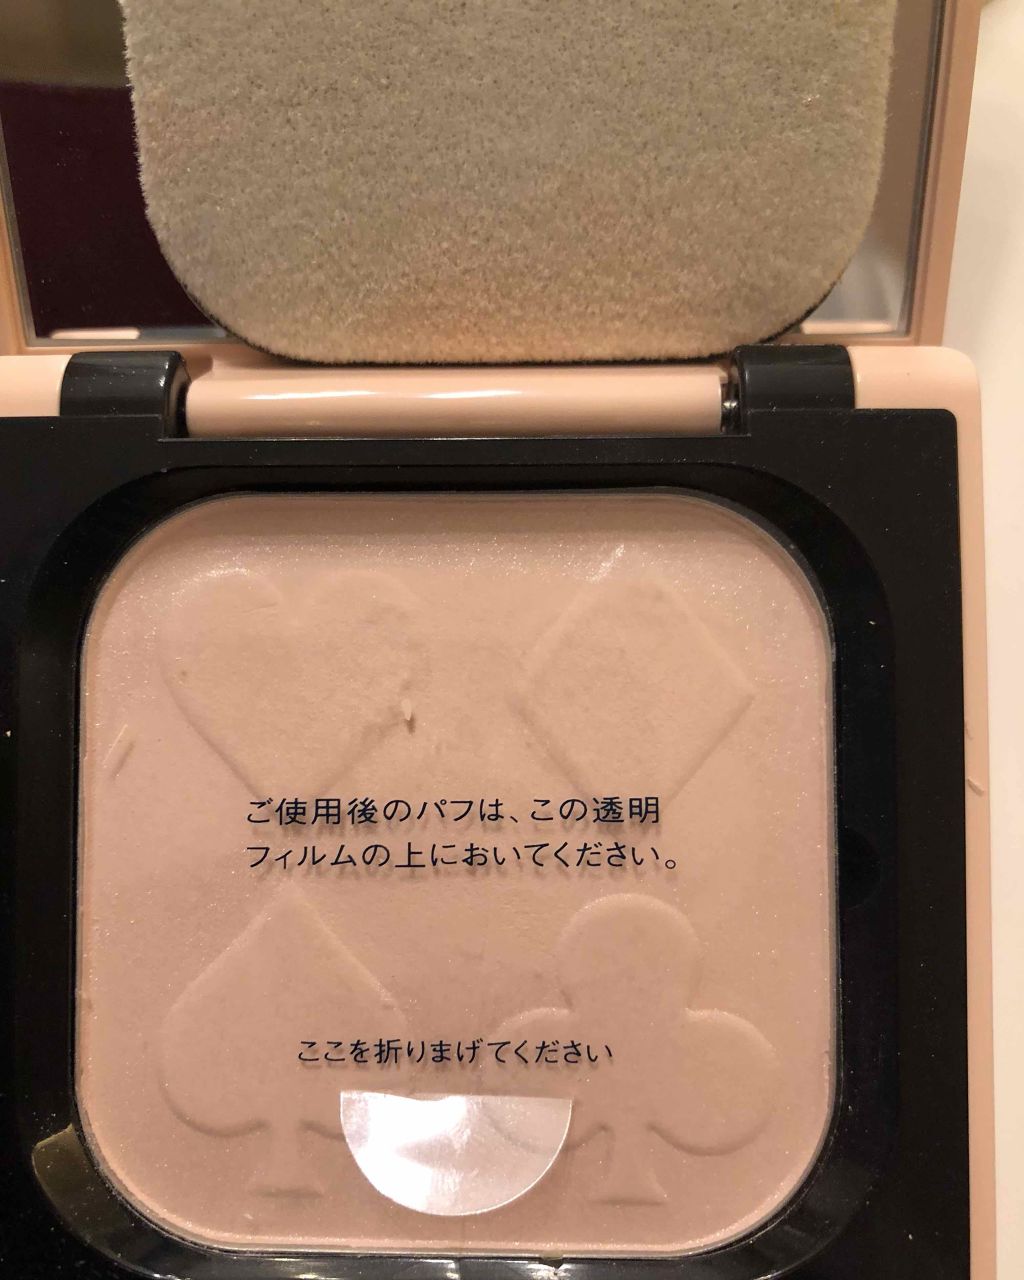 ご使用後のパフは、この透明
フィルムの上においてください。
ここを折りまげてください